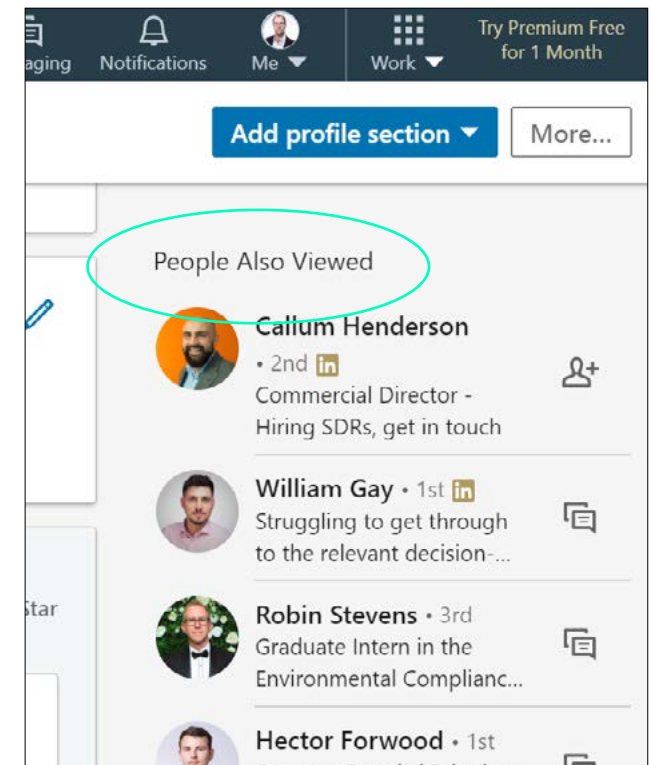 aging Notifications Me Work Try Premium Free
for 1 Month
Add profile section More...
People Also Viewed
Callum Henderson
• 2nd in
Commercial Director -
Hiring SDRs, get in touch
William Gay • 1st in
Struggling to get through
to the relevant decision-...
Star
Robin Stevens • 3rd
Graduate Intern in the
Environmental Complianc...
Hector Forwood • 1st